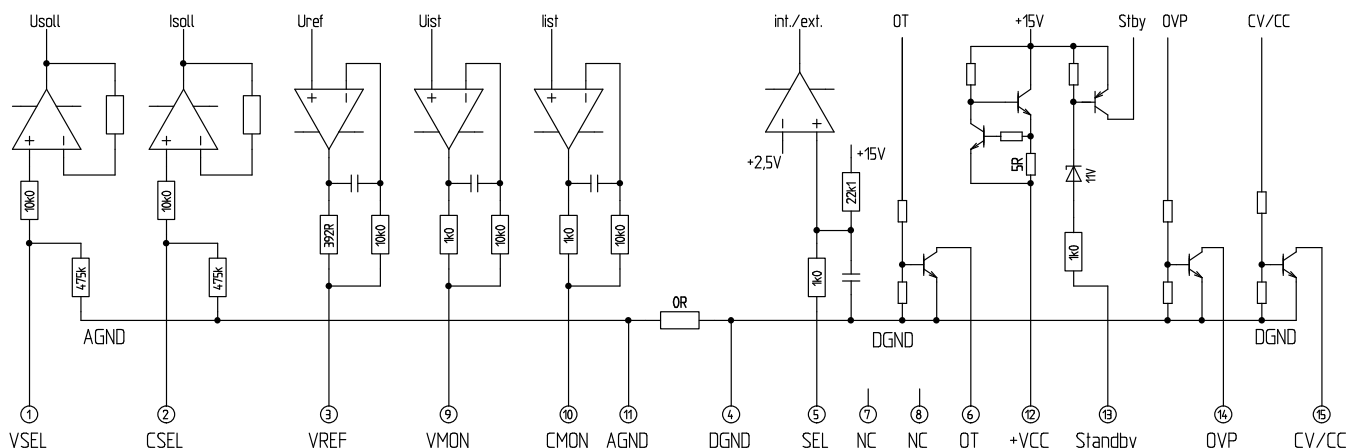 Usoll Isoll Uref Uist Iist int./ext. OT +15V Stby OVP CV/CC
+ − + − + − + − + − − +
+2,5V +15V
5R 11V
10k0 10k0 22k1
392R 10k0 1k0 10k0 1k0 10k0
1k0 1k0
475k 475k
0R
AGND DGND DGND
1 2 3 9 10 11 4 5 7 8 6 12 13 14 15
VSEL CSEL VREF VMON CMON AGND DGND SEL NC NC OT +VCC Standby OVP CV/CC